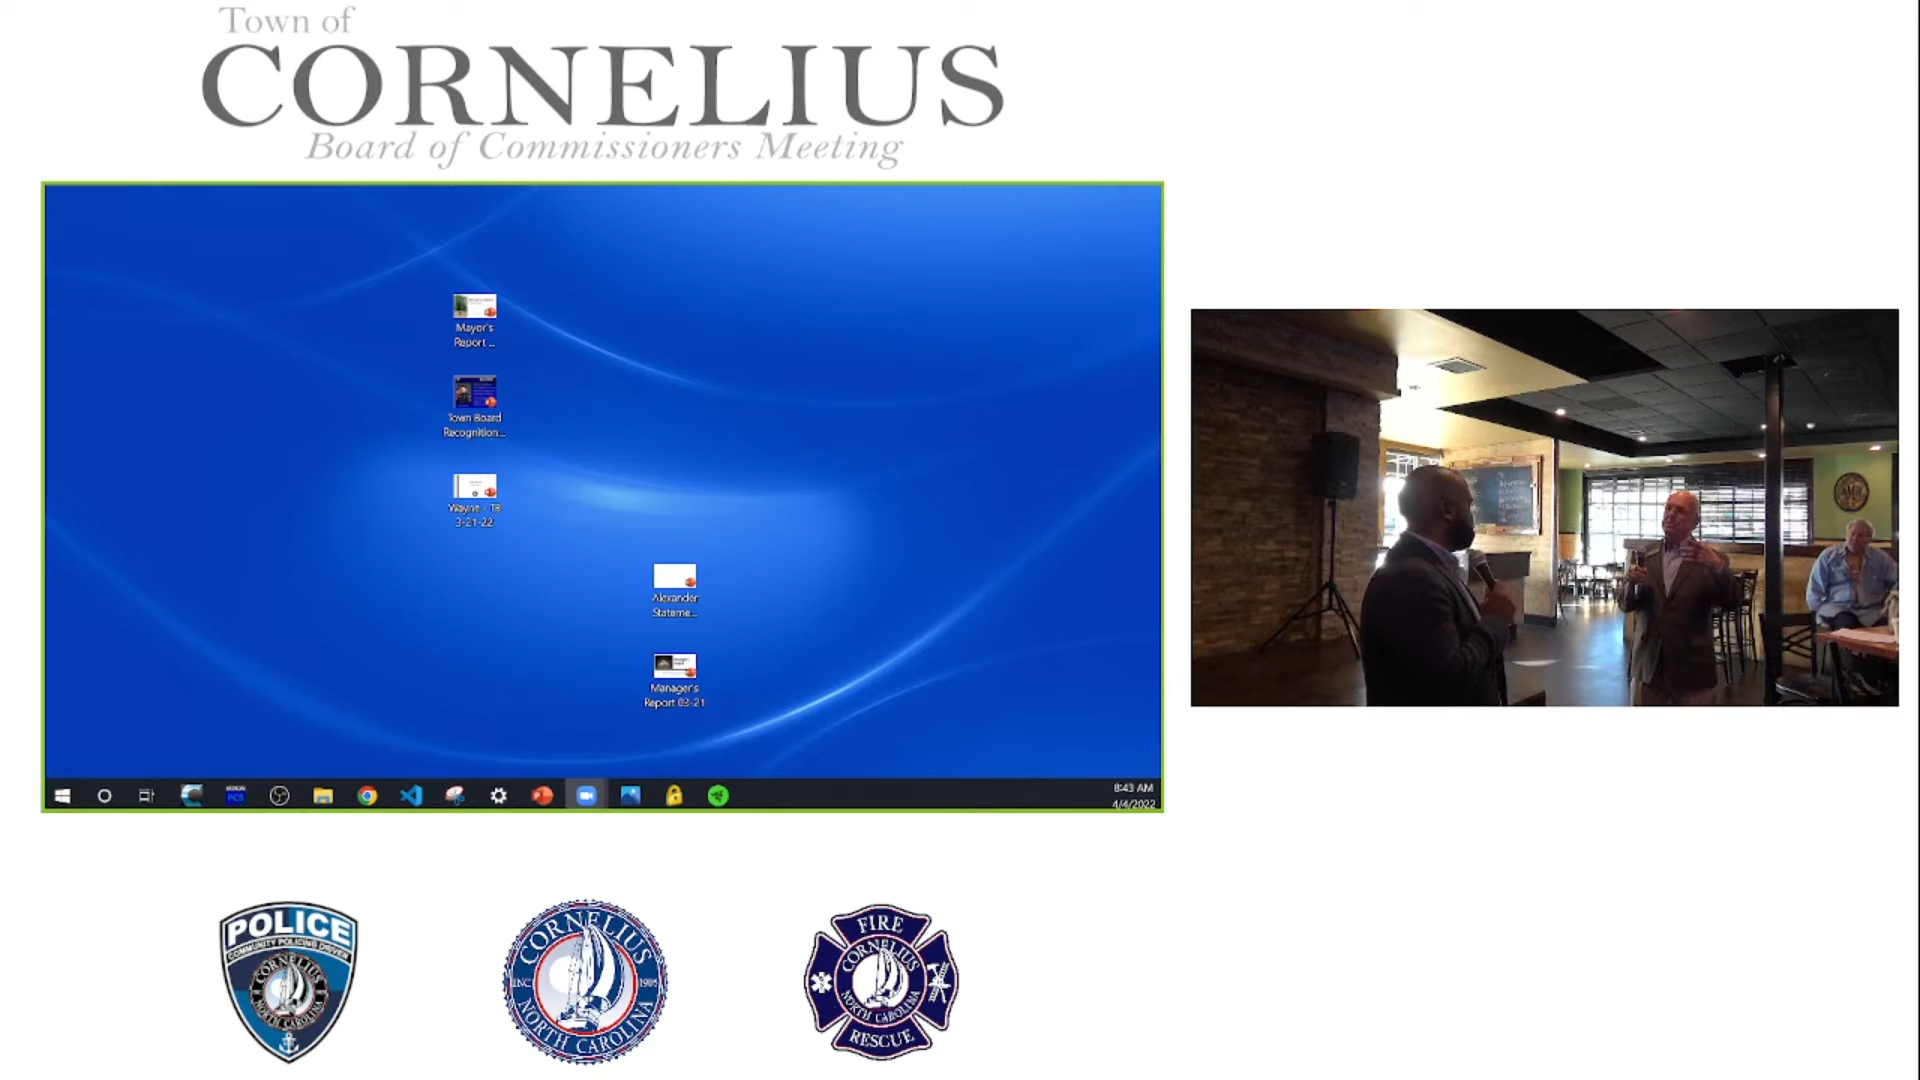 Town of
CORNELIUS
Board of Commissioners Meeting
Mayor's
Report ...
Town Board
Recognition...
Wayne - TB
3-21-22
Alexander
Stateme...
Manager's
Report 03-21
8:43 AM
4/4/2022
POLICE
COMMUNITY POLICING DRIVEN
CORNELIUS
NORTH CAROLINA
CORNELIUS
INC 1905
NORTH CAROLINA
FIRE
CORNELIUS
NORTH CAROLINA
RESCUE